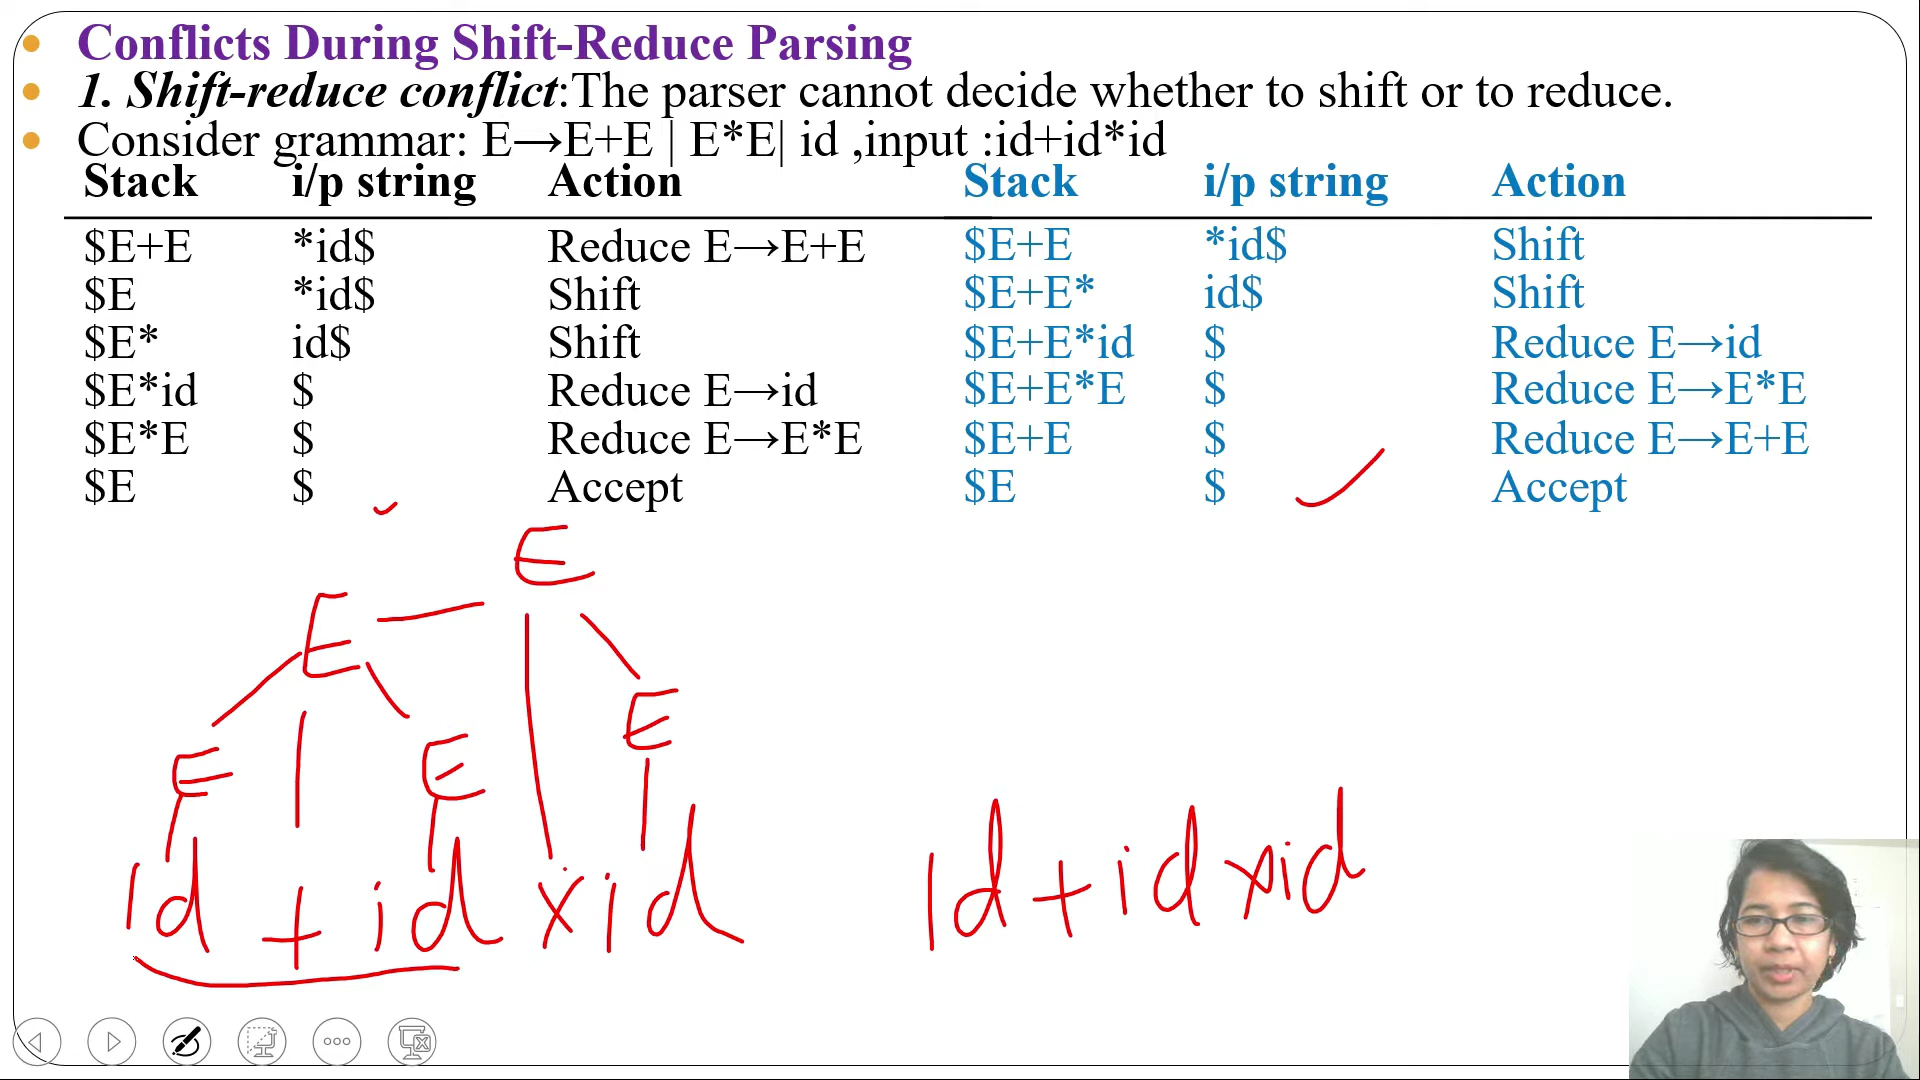 Conflicts During Shift-Reduce Parsing
1. Shift-reduce conflict:The parser cannot decide whether to shift or to reduce.
Consider grammar: E→E+E | E*E| id ,input :id+id*id
Stack i/p string Action Stack i/p string Action
$E+E *id$ Reduce E→E+E $E+E *id$ Shift
$E *id$ Shift $E+E* id$ Shift
$E* id$ Shift $E+E*id $ Reduce E→id
$E*id $ Reduce E→id $E+E*E $ Reduce E→E*E
$E*E $ Reduce E→E*E $E+E $ Reduce E→E+E
$E $ Accept $E $ Accept
E
E
E
E E
id + id x id id + id x id